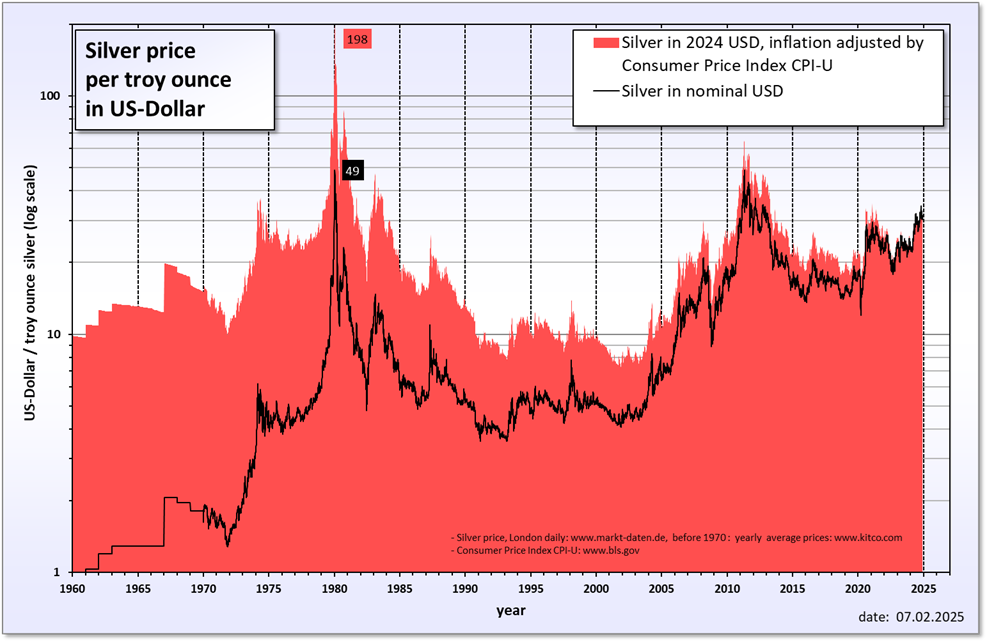 Silver price
per troy ounce
in US-Dollar
198
49
Silver in 2024 USD, inflation adjusted by
Consumer Price Index CPI-U
Silver in nominal USD
US-Dollar / troy ounce silver (log scale)
100
10
1
- Silver price, London daily: www.markt-daten.de, before 1970: yearly average prices: www.kitco.com
- Consumer Price Index CPI-U: www.bls.gov
1960 1965 1970 1975 1980 1985 1990 1995 2000 2005 2010 2015 2020 2025
year
date: 07.02.2025